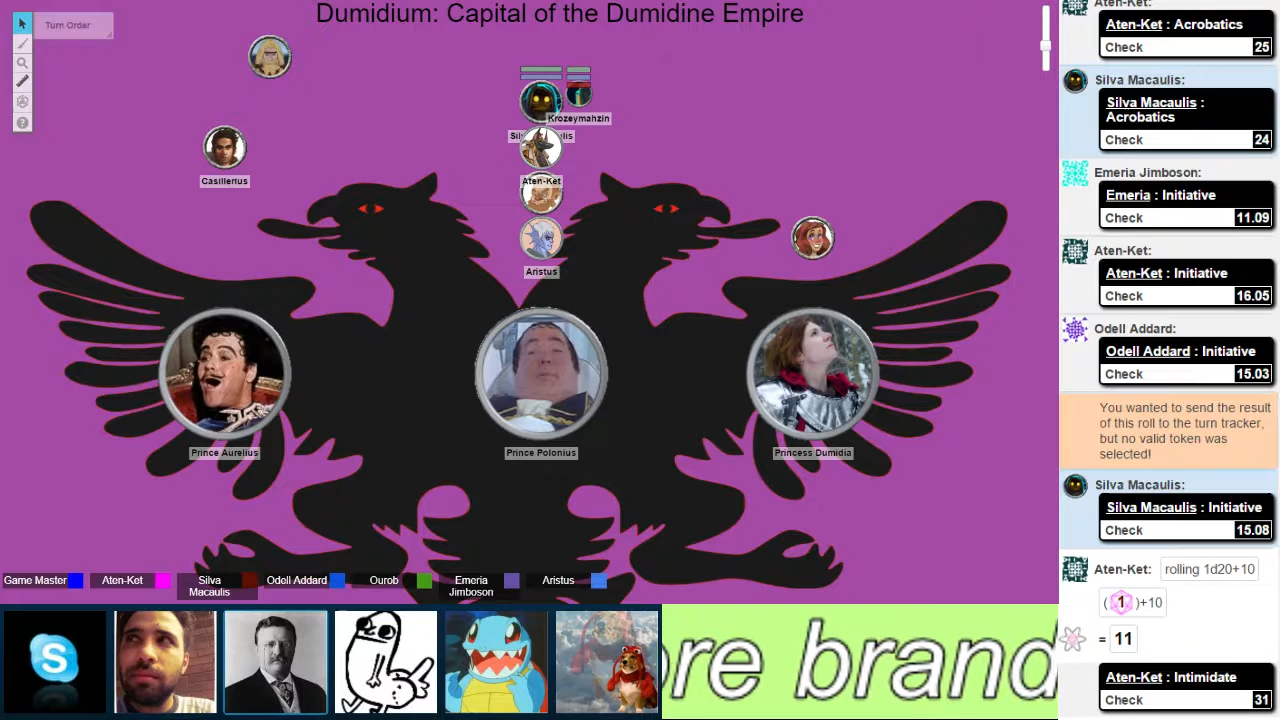 Dumidium: Capital of the Dumidine Empire
Turn Order
Krozeymahzin
Casillerius
Aten-Ket
Aristus
Prince Aurelius
Prince Polonius
Princess Dumidia
Game Master
Aten-Ket
Silva
Macaulis
Odell Addard
Ourob
Emeria
Jimboson
Aristus
S
ore brand
Aten-Ket:
Aten-Ket : Acrobatics
Check 25
Silva Macaulis:
Silva Macaulis :
Acrobatics
Check 24
Emeria Jimboson:
Emeria : Initiative
Check 11.09
Aten-Ket:
Aten-Ket : Initiative
Check 16.05
Odell Addard:
Odell Addard : Initiative
Check 15.03
You wanted to send the result
of this roll to the turn tracker,
but no valid token was
selected!
Silva Macaulis:
Silva Macaulis : Initiative
Check 15.08
Aten-Ket: rolling 1d20+10
(1)+10
= 11
Aten-Ket : Intimidate
Check 31